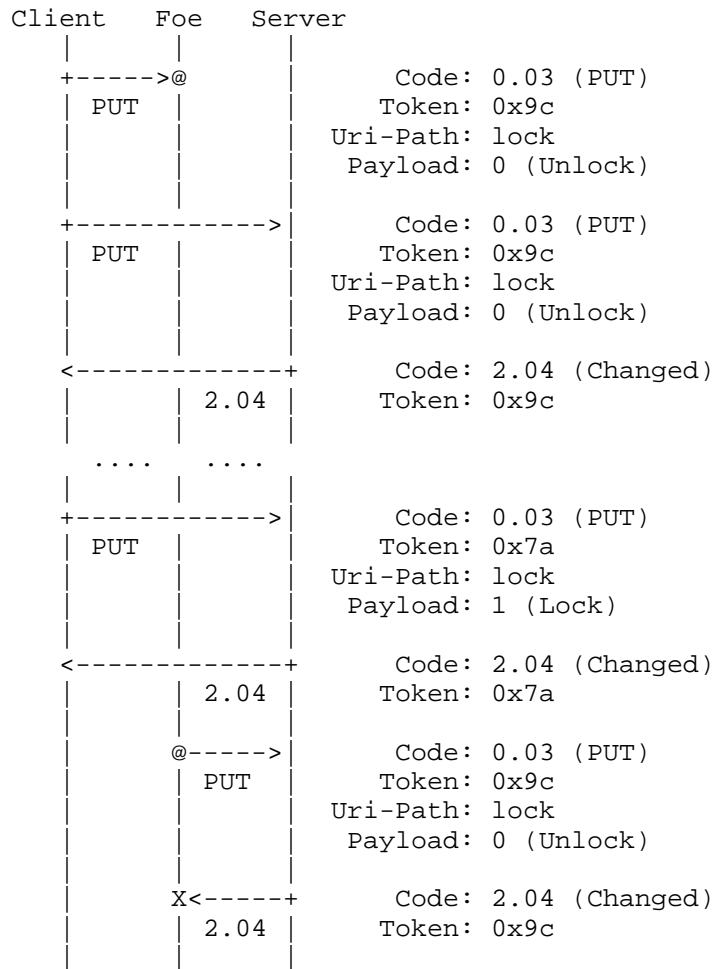 Client   Foe   Server
   |      |      |
   +----->@      |      Code: 0.03 (PUT)
   | PUT  |      |     Token: 0x9c
   |      |      |  Uri-Path: lock
   |      |      |   Payload: 0 (Unlock)
   |      |      |
   +------------>|      Code: 0.03 (PUT)
   | PUT  |      |     Token: 0x9c
   |      |      |  Uri-Path: lock
   |      |      |   Payload: 0 (Unlock)
   |      |      |
   <-------------+      Code: 2.04 (Changed)
   |      | 2.04 |     Token: 0x9c
   |      |      |
     ....   ....
   |      |      |
   +------------>|      Code: 0.03 (PUT)
   | PUT  |      |     Token: 0x7a
   |      |      |  Uri-Path: lock
   |      |      |   Payload: 1 (Lock)
   |      |      |
   <-------------+      Code: 2.04 (Changed)
   |      | 2.04 |     Token: 0x7a
   |      |      |
   |      @----->|      Code: 0.03 (PUT)
   |      | PUT  |     Token: 0x9c
   |      |      |  Uri-Path: lock
   |      |      |   Payload: 0 (Unlock)
   |      |      |
   |      X<-----+      Code: 2.04 (Changed)
   |      | 2.04 |     Token: 0x9c
   |      |      |